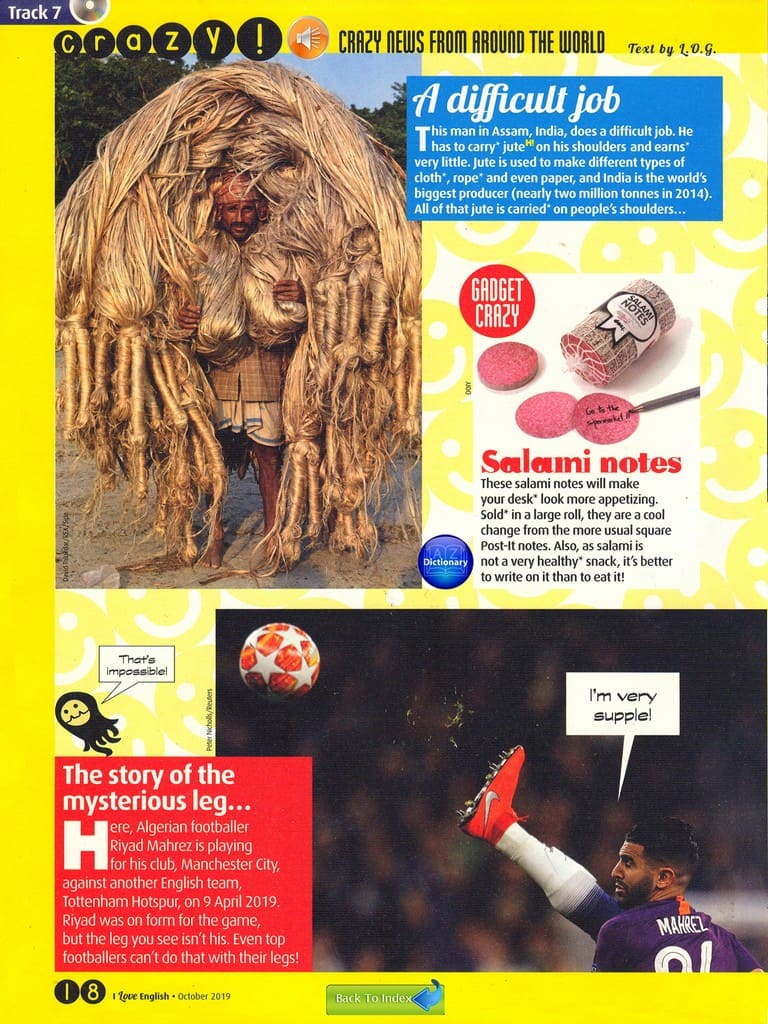 Track 7
crazy!
CRAZY NEWS FROM AROUND THE WORLD
Text by L.O.G.
A difficult job
This man in Assam, India, does a difficult job. He
has to carry* juteH! on his shoulders and earns*
very little. Jute is used to make different types of
cloth*, rope* and even paper, and India is the world's
biggest producer (nearly two million tonnes in 2014).
All of that jute is carried* on people's shoulders...
GADGET
CRAZY
SALAMI
NOTES
Go to the
supermarket !!
Salami notes
These salami notes will make
your desk* look more appetizing.
Sold* in a large roll, they are a cool
change from the more usual square
Post-It notes. Also, as salami is
not a very healthy* snack, it's better
to write on it than to eat it!
A Z
Dictionary
That's
impossible!
Peter Nicholls/Reuters
I'm very
supple!
MAHREZ
The story of the
mysterious leg...
Here, Algerian footballer
Riyad Mahrez is playing
for his club, Manchester City,
against another English team,
Tottenham Hotspur, on 9 April 2019.
Riyad was on form for the game,
but the leg you see isn't his. Even top
footballers can't do that with their legs!
18 I Love English • October 2019
Back To Index